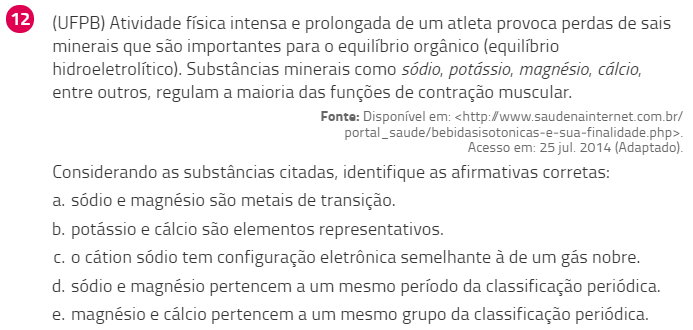 12
(UFPB) Atividade física intensa e prolongada de um atleta provoca perdas de sais
minerais que são importantes para o equilíbrio orgânico (equilíbrio
hidroeletrolítico). Substâncias minerais como sódio, potássio, magnésio, cálcio,
entre outros, regulam a maioria das funções de contração muscular.
Fonte: Disponível em: <http://www.saudenainternet.com.br/
portal_saude/bebidasisotonicas-e-sua-finalidade.php>.
Acesso em: 25 jul. 2014 (Adaptado).
Considerando as substâncias citadas, identifique as afirmativas corretas:
a. sódio e magnésio são metais de transição.
b. potássio e cálcio são elementos representativos.
c. o cátion sódio tem configuração eletrônica semelhante à de um gás nobre.
d. sódio e magnésio pertencem a um mesmo período da classificação periódica.
e. magnésio e cálcio pertencem a um mesmo grupo da classificação periódica.